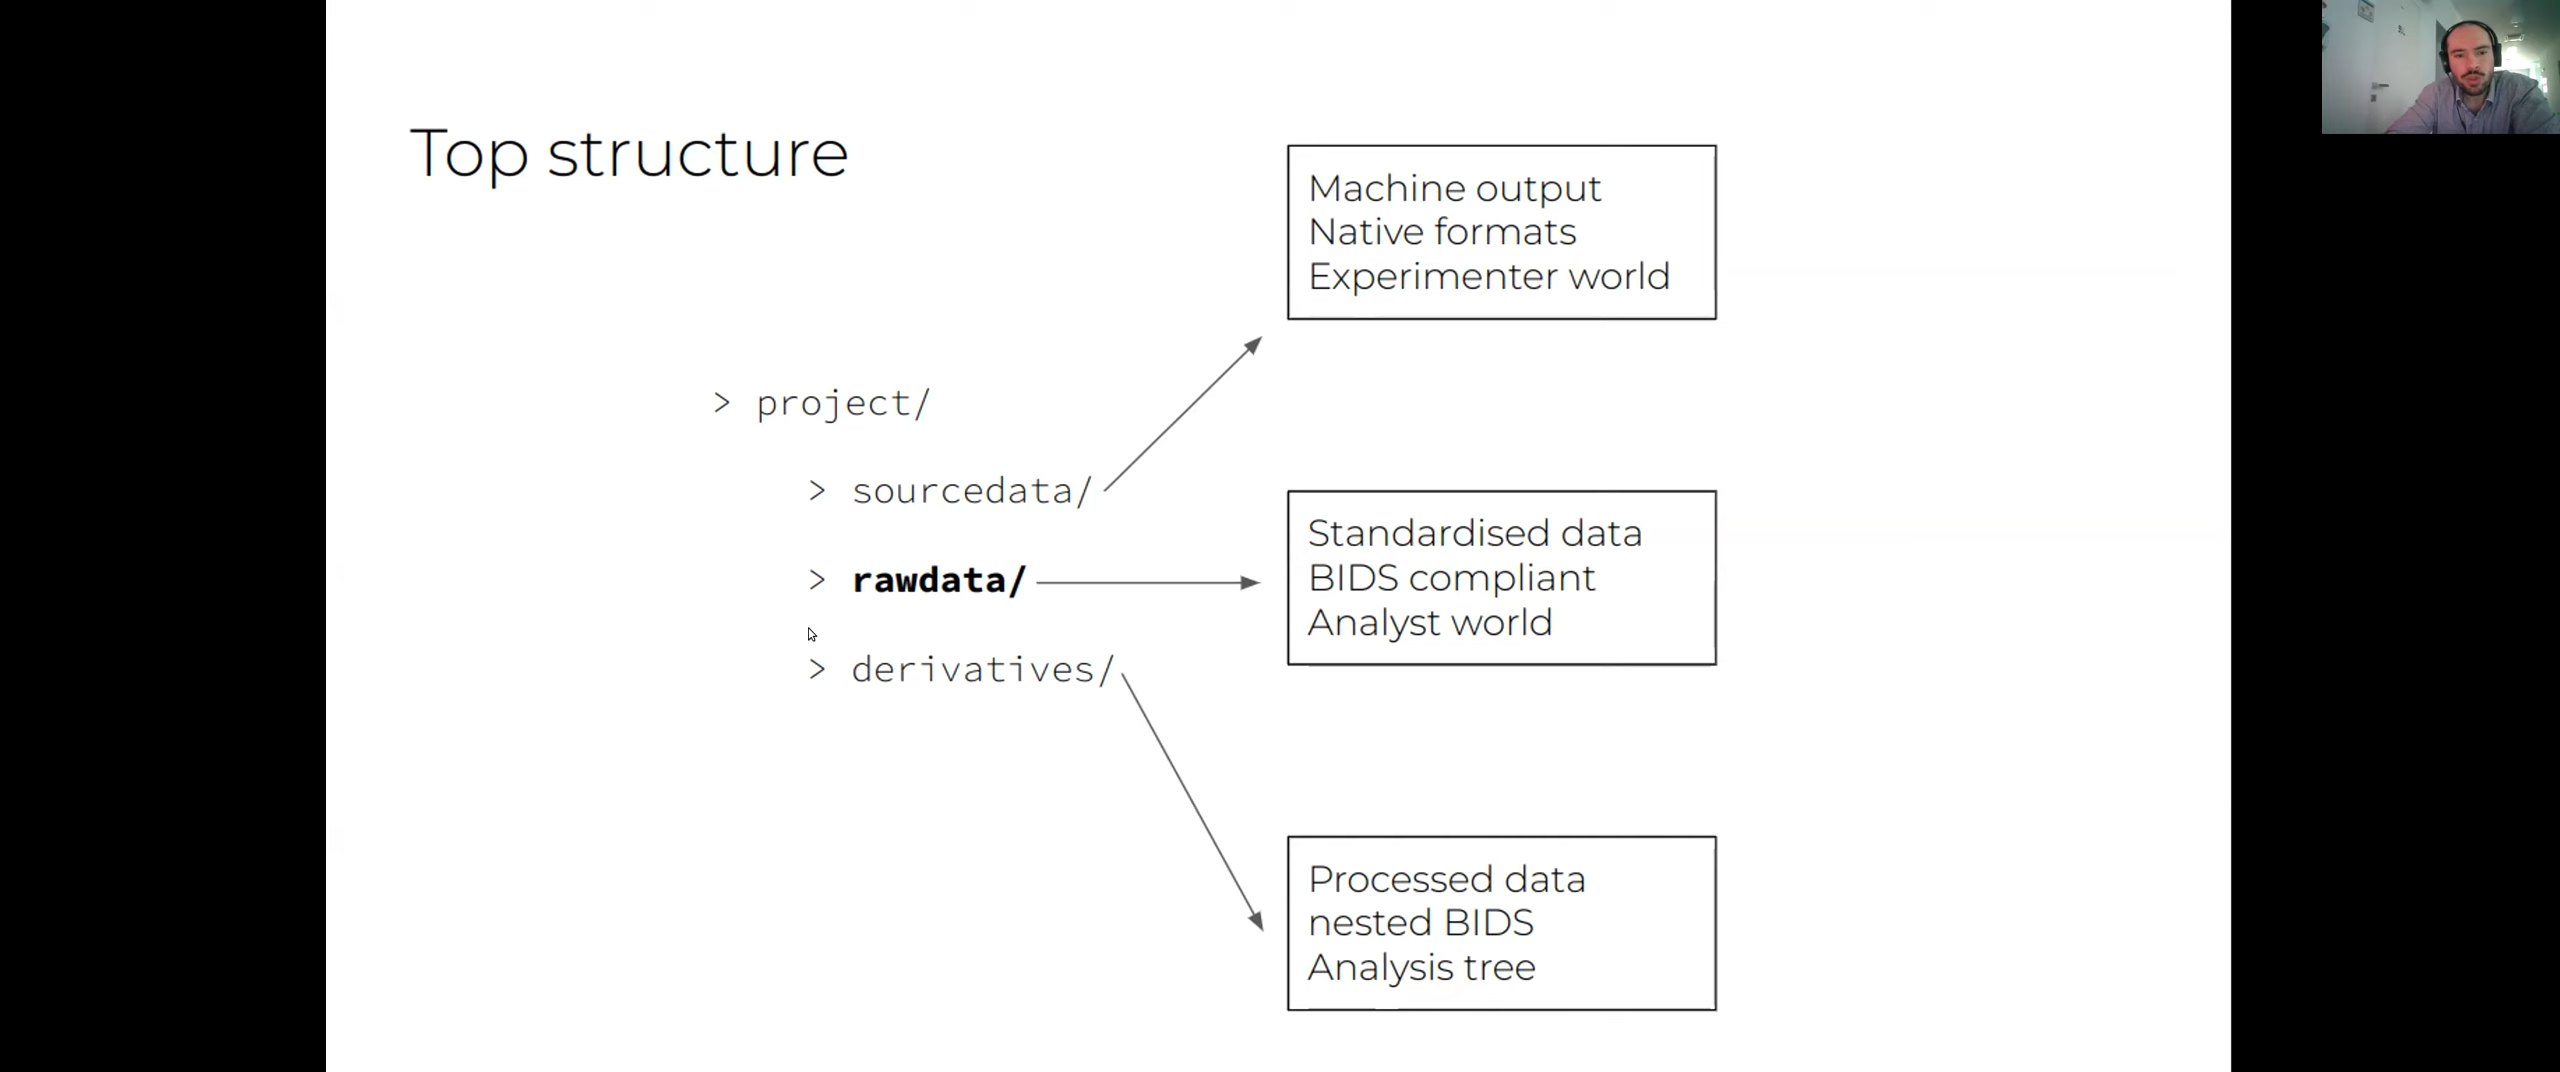 Top structure
> project/
> sourcedata/
> rawdata/
> derivatives/
Machine output
Native formats
Experimenter world
Standardised data
BIDS compliant
Analyst world
Processed data
nested BIDS
Analysis tree